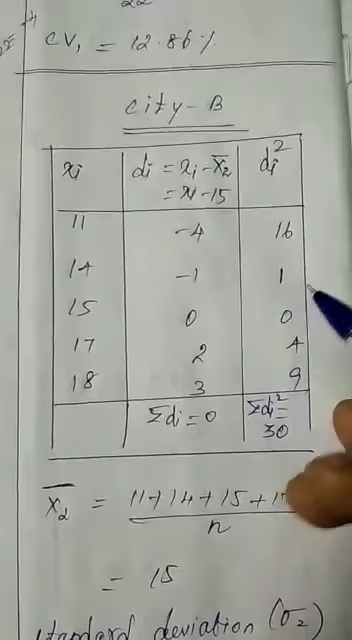 CV₁ = 12.86%
City-B
xi | di = xi - x̄₂ = xi-15 | di²
11 | -4 | 16
14 | -1 | 1
15 | 0 | 0
17 | 2 | 4
18 | 3 | 9
Σdi = 0 | Σdi² = 30
x̄₂ = 11+14+15+1 / n
= 15
standard deviation (σ₂)